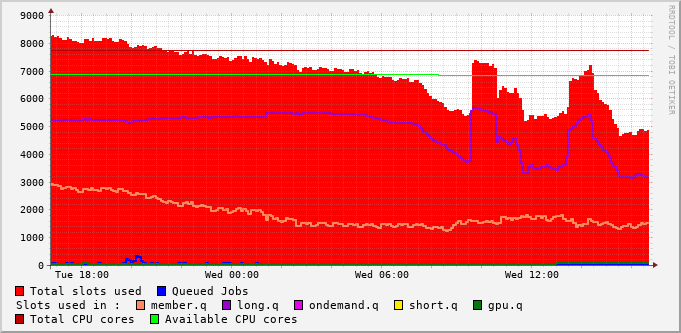 9000
8000
7000
6000
5000
4000
3000
2000
1000
0
Tue 18:00 Wed 00:00 Wed 06:00 Wed 12:00
RRDTOOL / TOBI OETIKER
Total slots used Queued Jobs
Slots used in : member.q long.q ondemand.q short.q gpu.q
Total CPU cores Available CPU cores